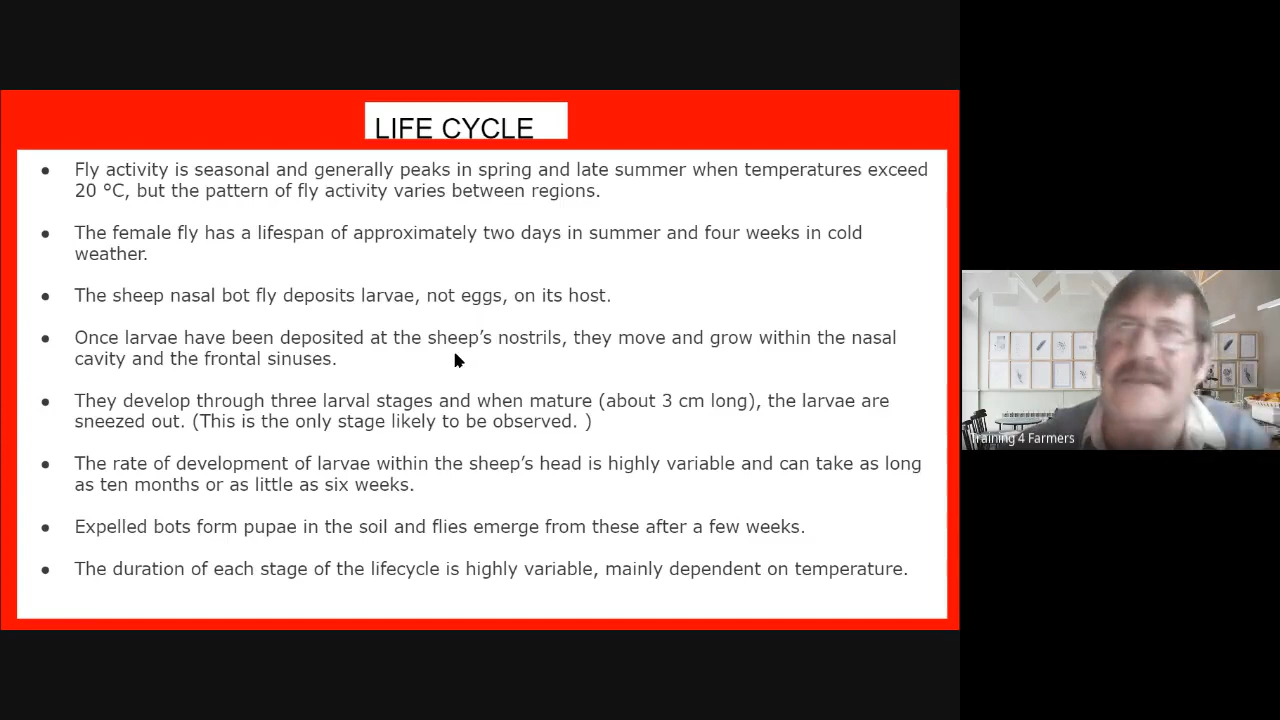 LIFE CYCLE
● Fly activity is seasonal and generally peaks in spring and late summer when temperatures exceed
20 ºC, but the pattern of fly activity varies between regions.
● The female fly has a lifespan of approximately two days in summer and four weeks in cold
weather.
● The sheep nasal bot fly deposits larvae, not eggs, on its host.
● Once larvae have been deposited at the sheep’s nostrils, they move and grow within the nasal
cavity and the frontal sinuses.
● They develop through three larval stages and when mature (about 3 cm long), the larvae are
sneezed out. (This is the only stage likely to be observed. )
● The rate of development of larvae within the sheep’s head is highly variable and can take as long
as ten months or as little as six weeks.
● Expelled bots form pupae in the soil and flies emerge from these after a few weeks.
● The duration of each stage of the lifecycle is highly variable, mainly dependent on temperature.
Training 4 Farmers